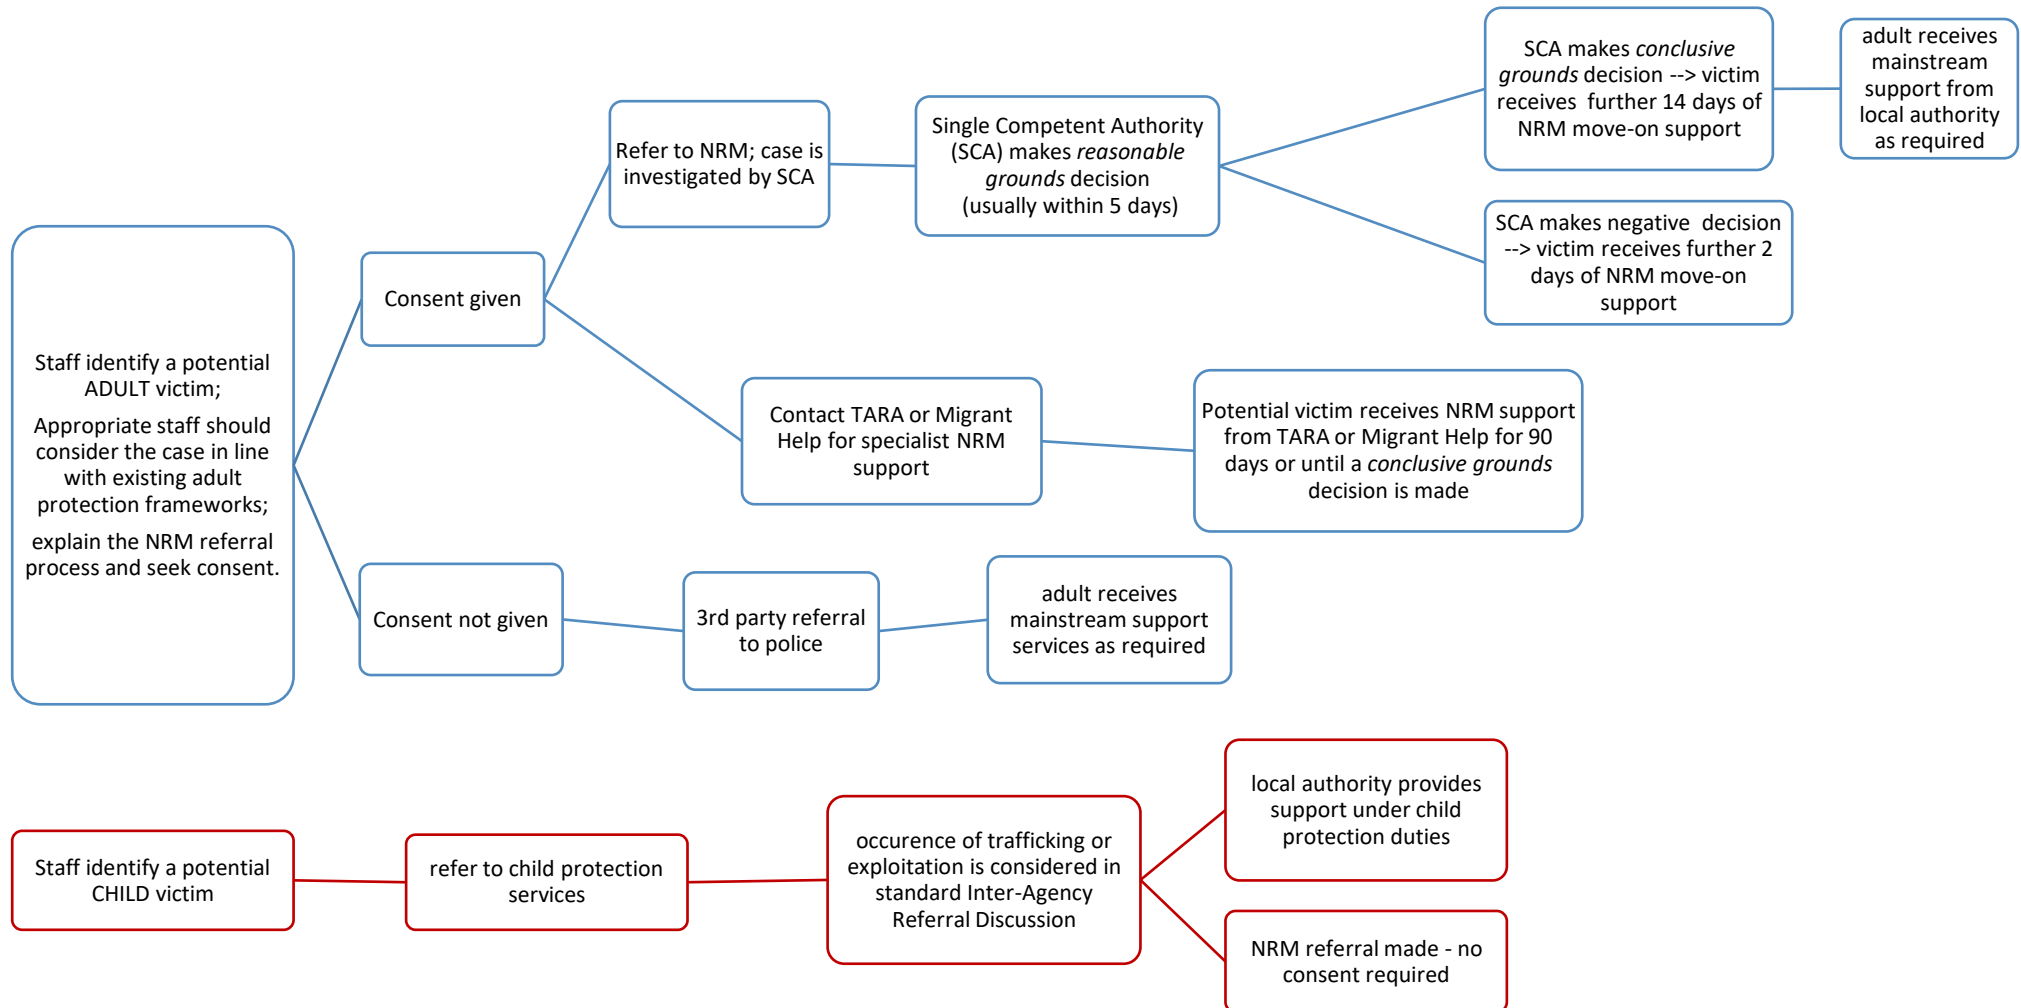 Staff identify a potential
ADULT victim;
Appropriate staff should
consider the case in line
with existing adult
protection frameworks;
explain the NRM referral
process and seek consent.
Consent given
Refer to NRM; case is
investigated by SCA
Single Competent Authority
(SCA) makes reasonable
grounds decision
(usually within 5 days)
SCA makes conclusive
grounds decision --> victim
receives  further 14 days of
NRM move-on support
adult receives
mainstream
support from
local authority
as required
SCA makes negative  decision
--> victim receives further 2
days of NRM move-on
support
Contact TARA or Migrant
Help for specialist NRM
support
Potential victim receives NRM support
from TARA or Migrant Help for 90
days or until a conclusive grounds
decision is made
Consent not given
3rd party referral
to police
adult receives
mainstream support
services as required
Staff identify a potential
CHILD victim
refer to child protection
services
occurence of trafficking or
exploitation is considered in
standard Inter-Agency
Referral Discussion
local authority provides
support under child
protection duties
NRM referral made - no
consent required